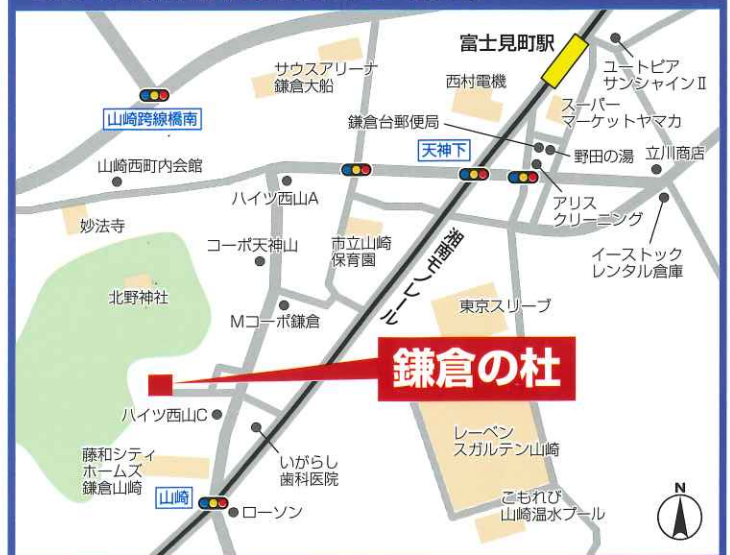 富士見町駅
ユートピア
サンシャインⅡ
サウスアリーナ
鎌倉大船
西村電機
スーパー
マーケットヤマカ
山崎跨線橋南
鎌倉台郵便局
天神下
野田の湯
立川商店
山崎西町内会館
ハイツ西山A
アリス
クリーニング
妙法寺
コーポ天神山
市立山崎
保育園
湘南モノレール
イーストック
レンタル倉庫
北野神社
Mコーポ鎌倉
東京スリーブ
鎌倉の杜
ハイツ西山C
藤和シティ
ホームズ
鎌倉山崎
いがらし
歯科医院
レーベン
スガルテン山崎
山崎
ローソン
こもれび
山崎温水プール
N